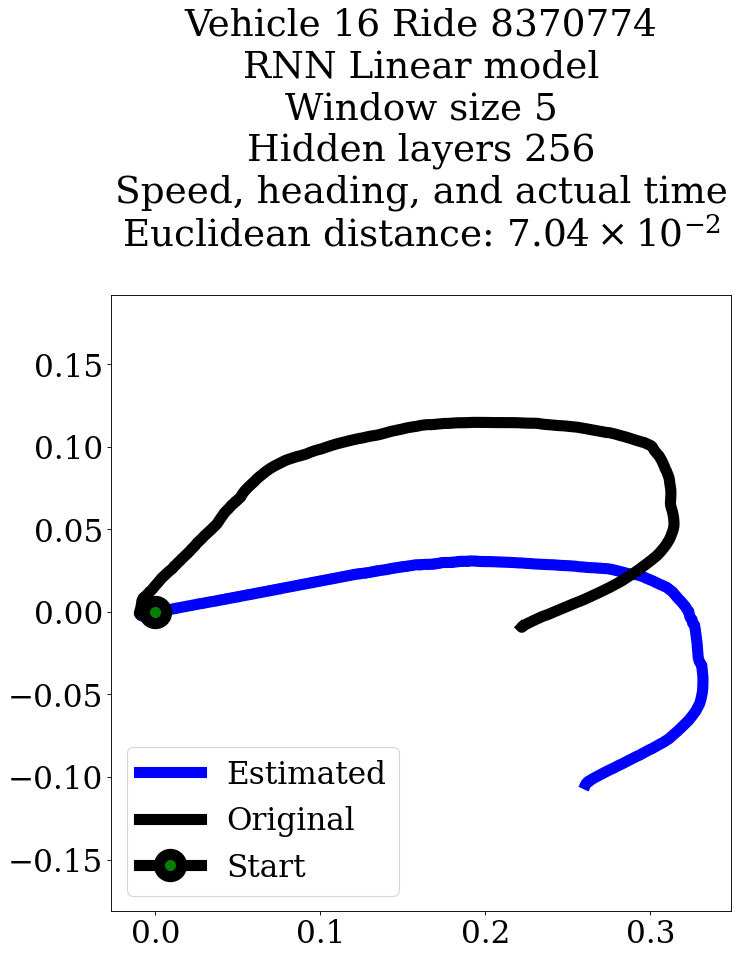 Vehicle 16 Ride 8370774
RNN Linear model
Window size 5
Hidden layers 256
Speed, heading, and actual time
Euclidean distance: 7.04 × 10⁻²
0.15
0.10
0.05
0.00
−0.05
−0.10
−0.15
Estimated
Original
Start
0.0 0.1 0.2 0.3